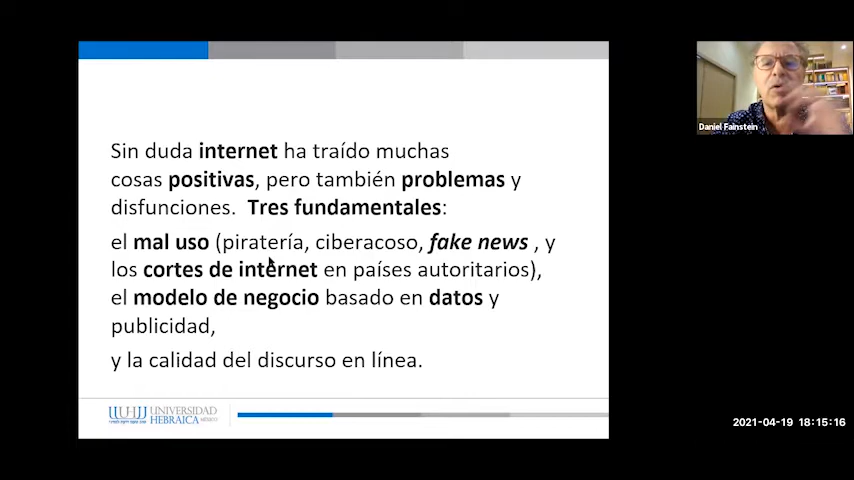 Sin duda internet ha traído muchas
cosas positivas, pero también problemas y
disfunciones. Tres fundamentales:
el mal uso (piratería, ciberacoso, fake news , y
los cortes de internet en países autoritarios),
el modelo de negocio basado en datos y
publicidad,
y la calidad del discurso en línea.
UNIVERSIDAD
HEBRAICA MÉXICO
Daniel Fainstein
2021-04-19 18:15:16